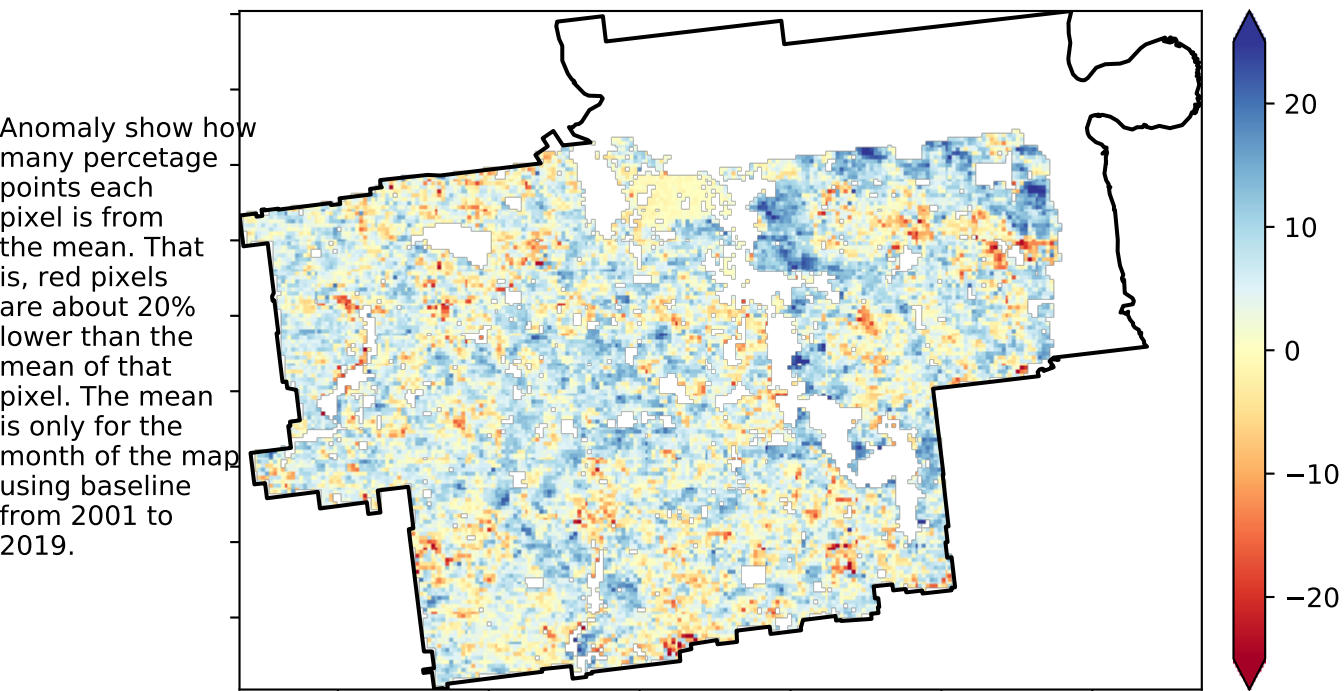 Anomaly show how
many percetage
points each
pixel is from
the mean. That
is, red pixels
are about 20%
lower than the
mean of that
pixel. The mean
is only for the
month of the map
using baseline
from 2001 to
2019.
20
10
0
−10
−20